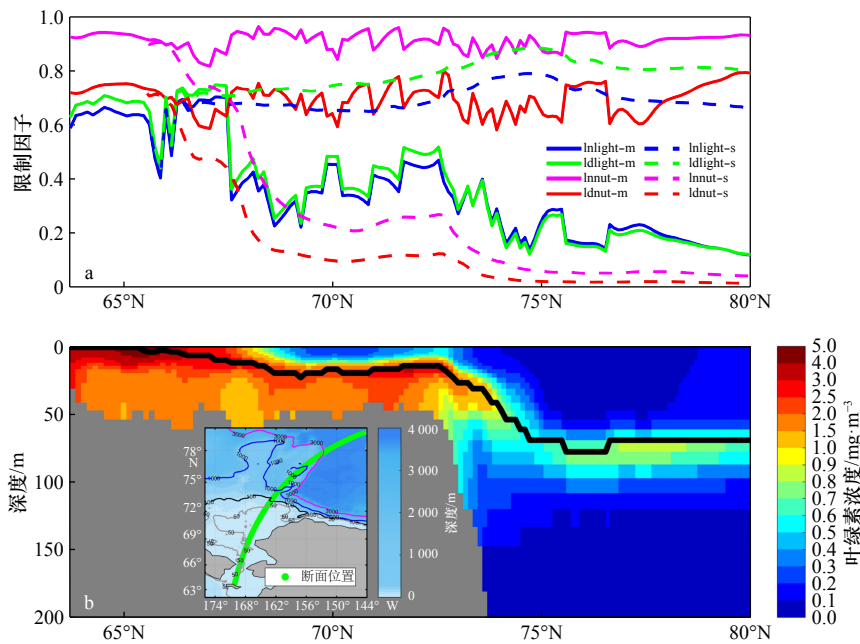 1.0
0.8
0.6
0.4
0.2
0
限制因子
a
lnlight-m
lnlight-s
ldlight-m
ldlight-s
lnnut-m
lnnut-s
ldnut-m
ldnut-s
65°N
70°N
75°N
80°N
0
50
100
150
200
深度/m
b
78°
N
75°
72°
69°
66°
63°
174°
168°
162°
156°
150°
W
144°
断面位置
4 000
3 000
2 000
1 000
0
深度/m
65°N
70°N
75°N
80°N
5.0
4.0
3.0
2.0
1.5
1.0
0.9
0.8
0.7
0.6
0.5
0.4
0.3
0.2
0.1
0.0
叶绿素浓度/mg·m⁻³